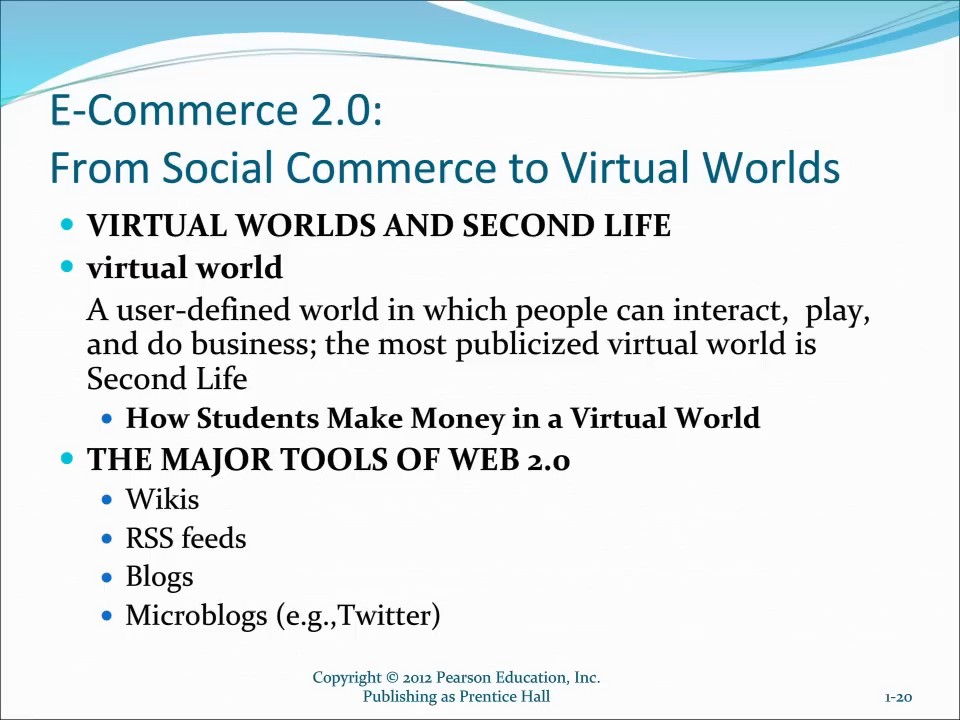 E-Commerce 2.0:
From Social Commerce to Virtual Worlds
VIRTUAL WORLDS AND SECOND LIFE
virtual world
A user-defined world in which people can interact,  play,
and do business; the most publicized virtual world is
Second Life
How Students Make Money in a Virtual World
THE MAJOR TOOLS OF WEB 2.0
Wikis
RSS feeds
Blogs
Microblogs (e.g.,Twitter)
Copyright © 2012 Pearson Education, Inc.
Publishing as Prentice Hall
1-20